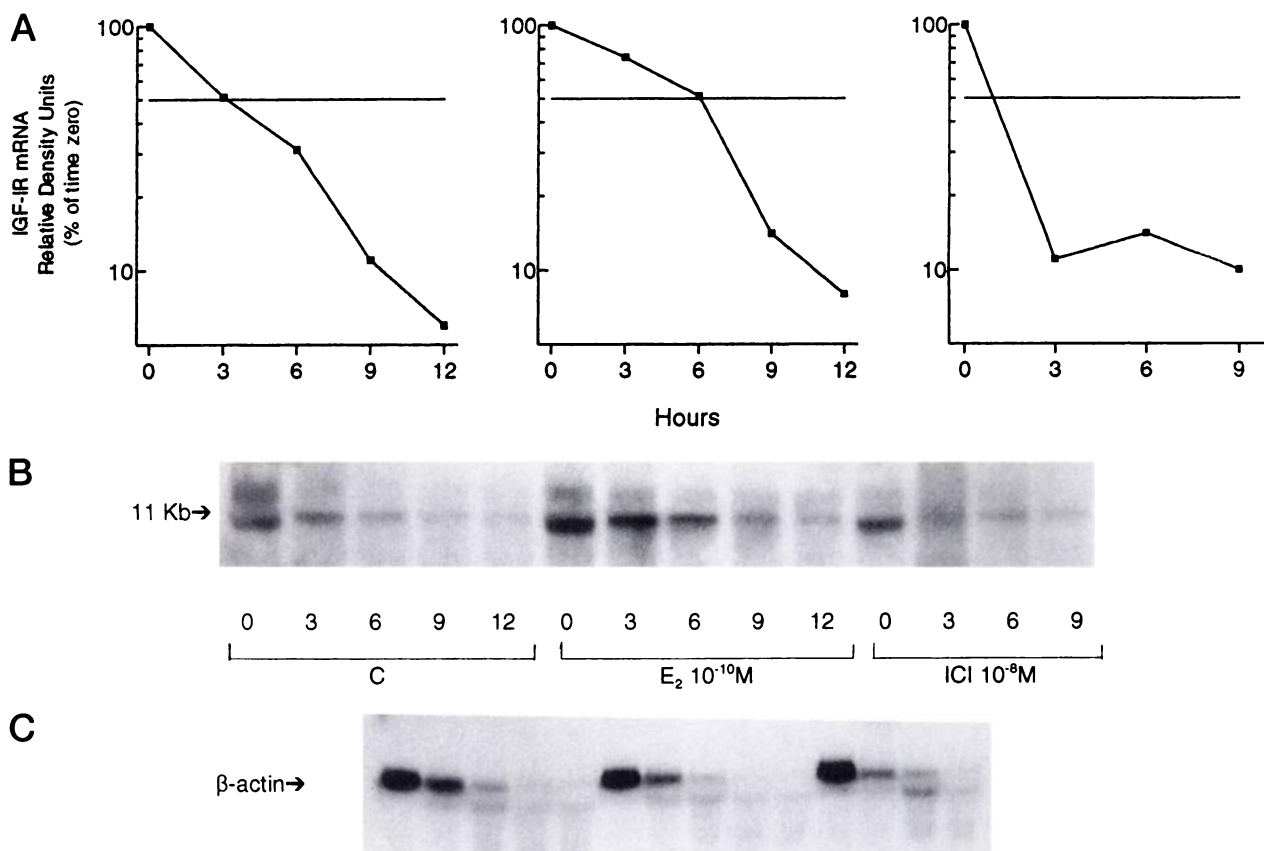 A
IGF-IR mRNA
Relative Density Units
(% of time zero)
100
10
0 3 6 9 12
100
10
0 3 6 9 12
100
10
0 3 6 9
Hours
B
11 Kb→
0 3 6 9 12 0 3 6 9 12 0 3 6 9
C E₂ 10⁻¹⁰M ICI 10⁻⁸M
C
β-actin→